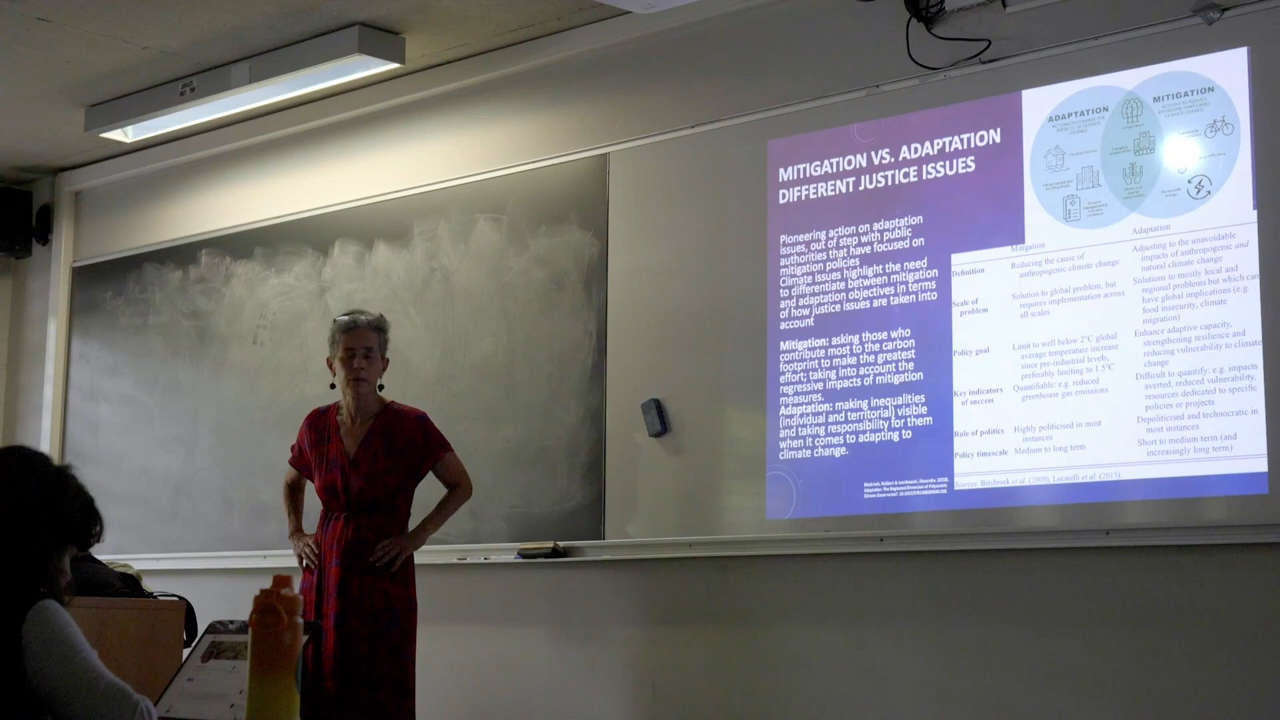 MITIGATION VS. ADAPTATION
DIFFERENT JUSTICE ISSUES
Pioneering action on adaptation
issues, out of step with public
authorities that have focused on
mitigation policies
Climate issues highlight the need
to differentiate between mitigation
and adaptation objectives in terms
of how justice issues are taken into
account
Mitigation: asking those who
contribute most to the carbon
footprint to make the greatest
effort; taking into account the
regressive impacts of mitigation
measures.
Adaptation: making inequalities
(individual and territorial) visible
and taking responsibility for them
when it comes to adapting to
climate change.
ADAPTATION
MITIGATION
Mitigation
Adaptation
Definition
Reducing the cause of
anthropogenic climate change
Adjusting to the unavoidable
impacts of anthropogenic and
natural climate change
Scale of
problem
Solution to global problem, but
requires implementation across
all scales
Solutions to mostly local and
regional problems but which can
have global implications (e.g.
food insecurity, climate
migration)
Policy goal
Limit to well below 2°C global
average temperature increase
since pre-industrial levels,
preferably limiting to 1.5°C
Enhance adaptive capacity,
strengthening resilience and
reducing vulnerability to climate
change
Key indicators
of success
Quantifiable: e.g. reduced
greenhouse gas emissions
Difficult to quantify: e.g. impacts
averted, reduced vulnerability,
resources dedicated to specific
policies or projects
Role of politics
Highly politicised in most
instances
Depoliticised and technocratic in
most instances
Policy timescale
Medium to long term
Short to medium term (and
increasingly long term)
Sources: Biesbroek et al. (2009); Locatelli et al. (2015).